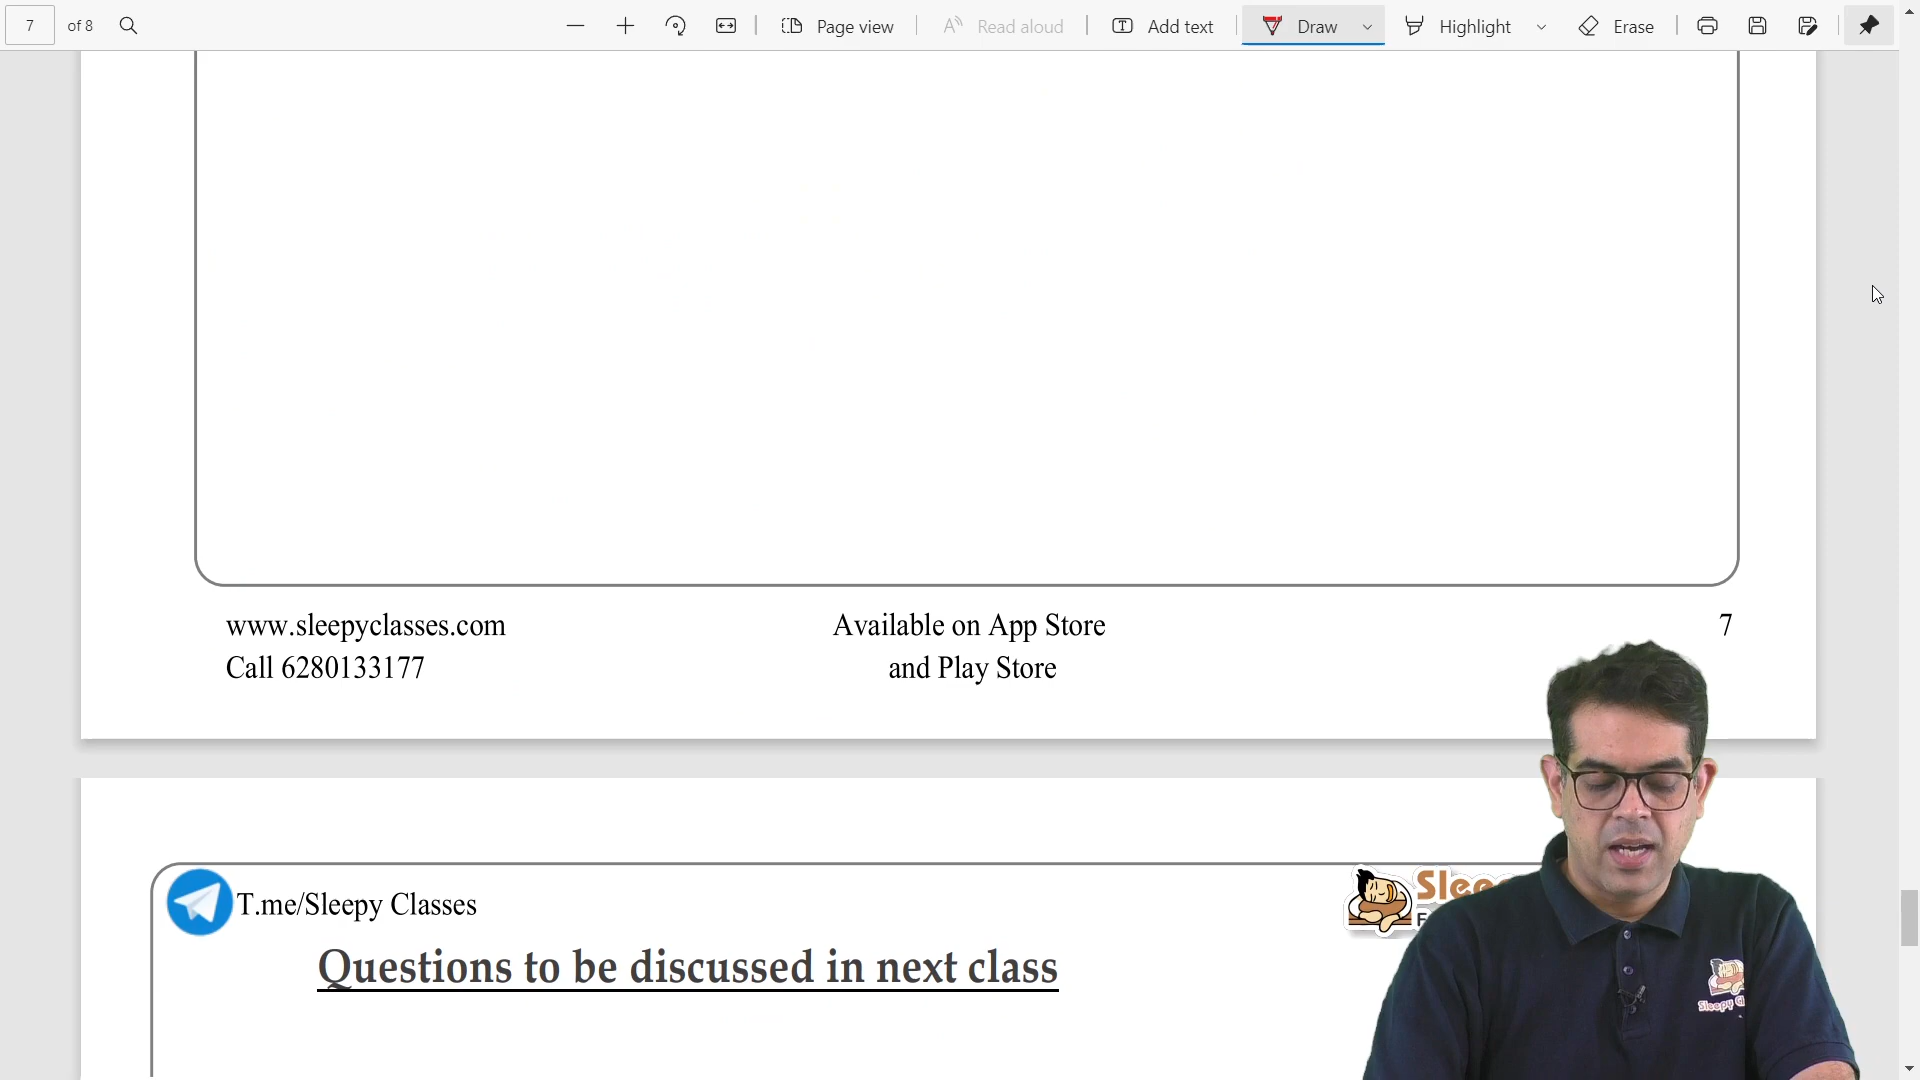 7 of 8 Page view Read aloud Add text Draw Highlight Erase
www.sleepyclasses.com Available on App Store 7
Call 6280133177 and Play Store
T.me/Sleepy Classes
Questions to be discussed in next class